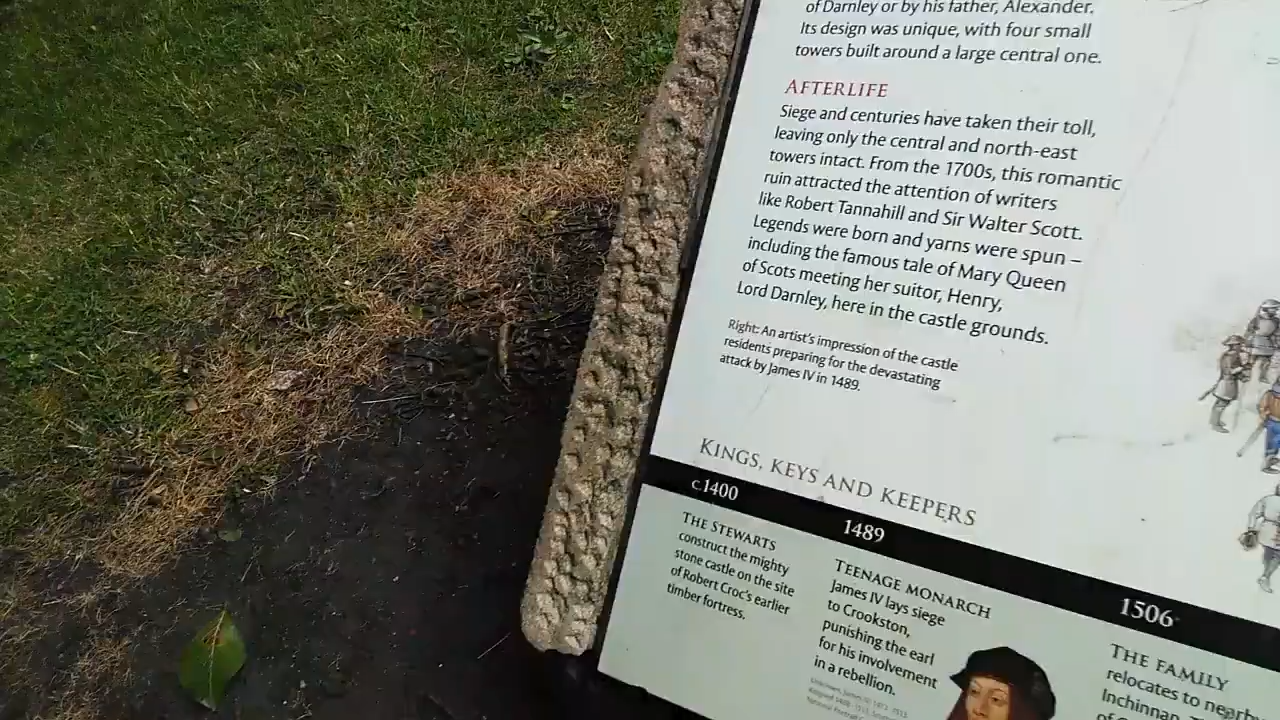 of Darnley or by his father, Alexander.
Its design was unique, with four small
towers built around a large central one.
AFTERLIFE
Siege and centuries have taken their toll,
leaving only the central and north-east
towers intact. From the 1700s, this romantic
ruin attracted the attention of writers
like Robert Tannahill and Sir Walter Scott.
Legends were born and yarns were spun –
including the famous tale of Mary Queen
of Scots meeting her suitor, Henry,
Lord Darnley, here in the castle grounds.
Right: An artist's impression of the castle
residents preparing for the devastating
attack by James IV in 1489.
KINGS, KEYS AND KEEPERS
c1400
THE STEWARTS
construct the mighty
stone castle on the site
of Robert Croc's earlier
timber fortress.
1489
TEENAGE MONARCH
James IV lays siege
to Crookston,
punishing the earl
for his involvement
in a rebellion.
1506
THE FAMILY
relocates to nearby
Inchinnan